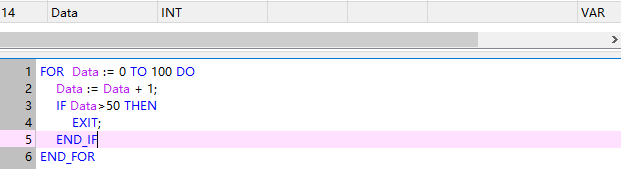 14 Data INT VAR
1 FOR Data := 0 TO 100 DO
2 Data := Data + 1;
3 IF Data>50 THEN
4 EXIT;
5 END_IF
6 END_FOR